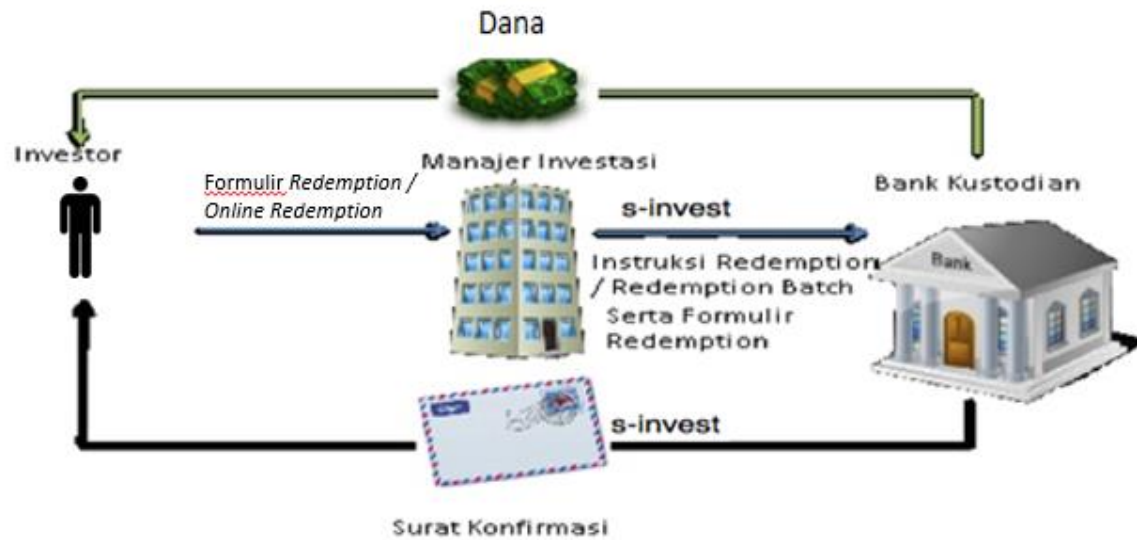 Dana
Investor
Manajer Investasi
Bank Kustodian
Formulir Redemption /
Online Redemption
s-invest
Instruksi Redemption
/ Redemption Batch
Serta Formulir
Redemption
Bank
s-invest
Surat Konfirmasi